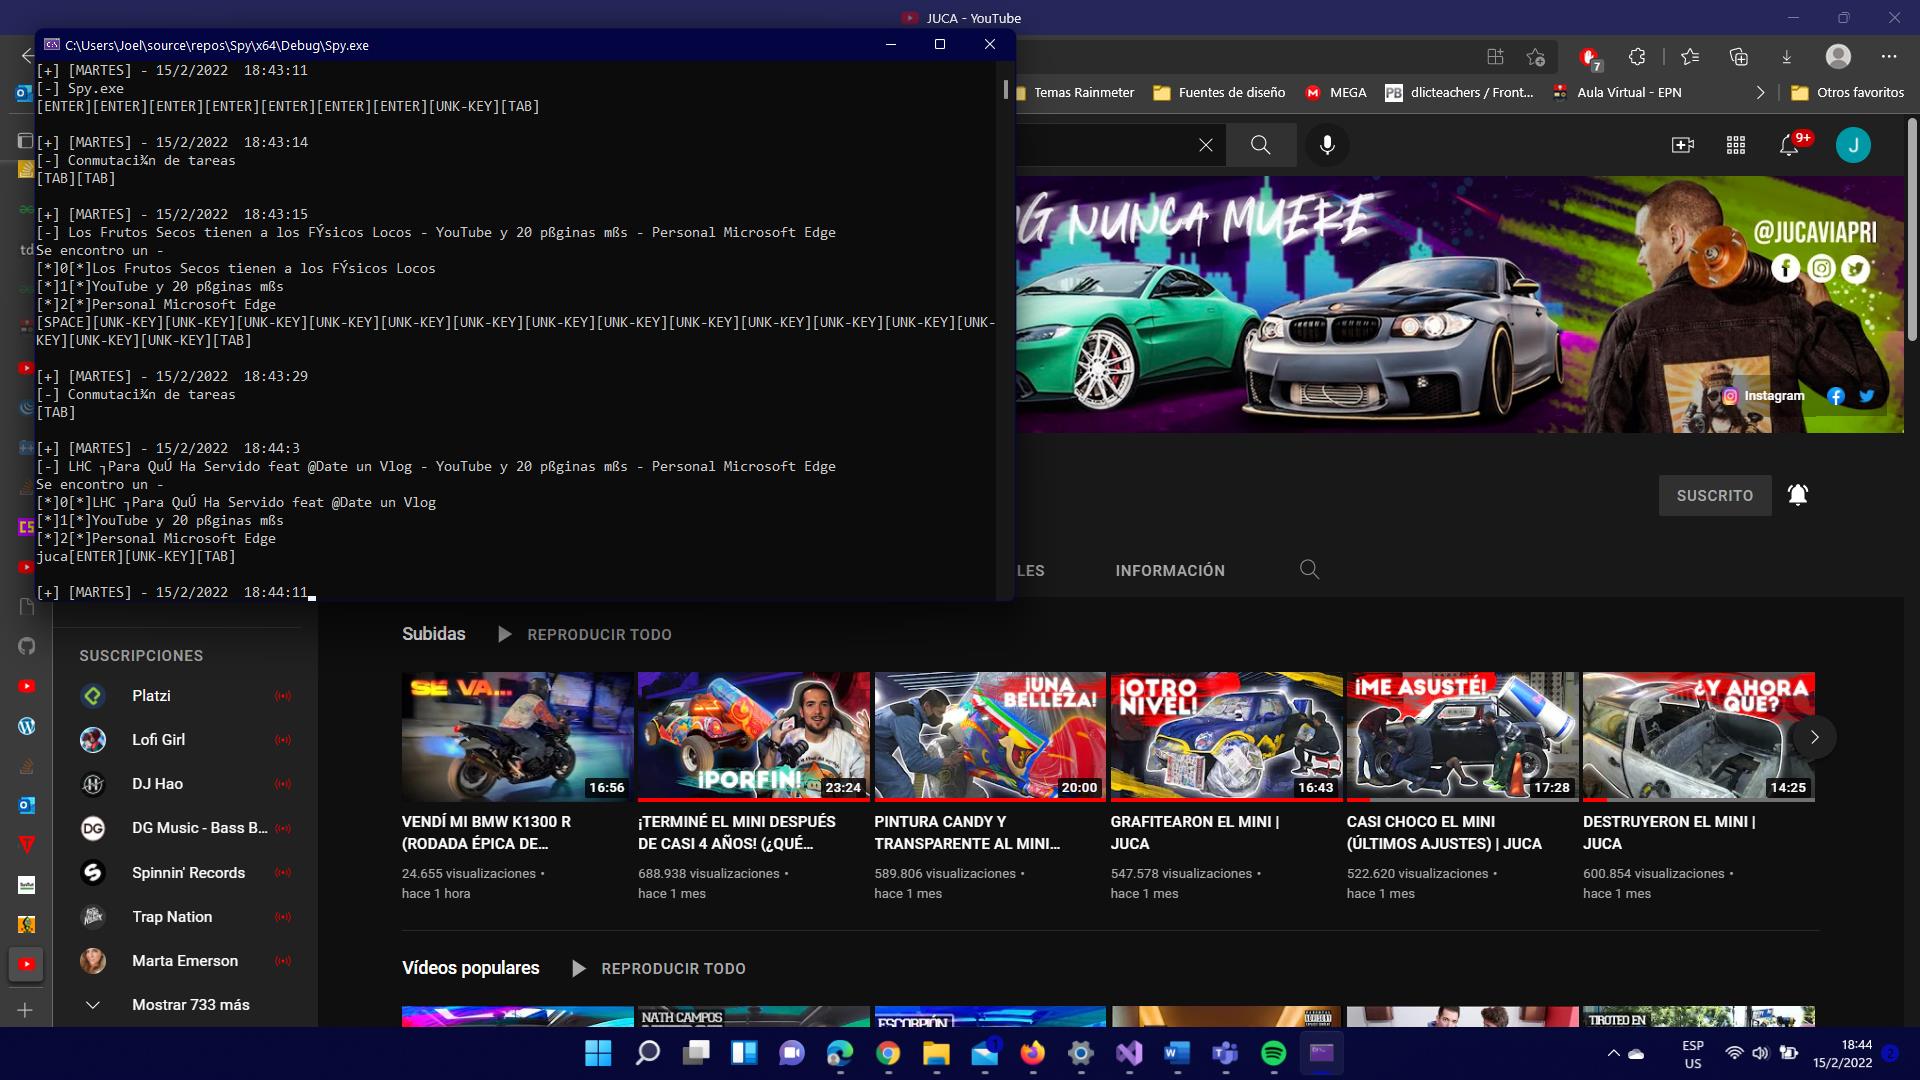 JUCA - YouTube
C:\Users\Joel\source\repos\Spy\x64\Debug\Spy.exe
[+] [MARTES] - 15/2/2022  18:43:11
[-] Spy.exe
[ENTER][ENTER][ENTER][ENTER][ENTER][ENTER][ENTER][UNK-KEY][TAB]
[+] [MARTES] - 15/2/2022  18:43:14
[-] Conmutaci¾n de tareas
[TAB][TAB]
[+] [MARTES] - 15/2/2022  18:43:15
[-] Los Frutos Secos tienen a los FÝsicos Locos - YouTube y 20 pßginas mßs - Personal Microsoft Edge
Se encontro un -
[*]0[*]Los Frutos Secos tienen a los FÝsicos Locos
[*]1[*]YouTube y 20 pßginas mßs
[*]2[*]Personal Microsoft Edge
[SPACE][UNK-KEY][UNK-KEY][UNK-KEY][UNK-KEY][UNK-KEY][UNK-KEY][UNK-KEY][UNK-KEY][UNK-KEY][UNK-KEY][UNK-KEY][UNK-KEY][UNK-
KEY][UNK-KEY][UNK-KEY][TAB]
[+] [MARTES] - 15/2/2022  18:43:29
[-] Conmutaci¾n de tareas
[TAB]
[+] [MARTES] - 15/2/2022  18:44:3
[-] LHC ┐Para QuÚ Ha Servido feat @Date un Vlog - YouTube y 20 pßginas mßs - Personal Microsoft Edge
Se encontro un -
[*]0[*]LHC ┐Para QuÚ Ha Servido feat @Date un Vlog
[*]1[*]YouTube y 20 pßginas mßs
[*]2[*]Personal Microsoft Edge
juca[ENTER][UNK-KEY][TAB]
[+] [MARTES] - 15/2/2022  18:44:11
7
Temas Rainmeter
Fuentes de diseño
MEGA
PB dlicteachers / Front...
Aula Virtual - EPN
Otros favoritos
9+
J
NUNCA MUERE
@JUCAVIAPRI
Instagram
SUSCRITO
LES
INFORMACIÓN
SUSCRIPCIONES
Platzi
Lofi Girl
DJ Hao
DG
DG Music - Bass B...
Spinnin' Records
Trap Nation
Marta Emerson
Mostrar 733 más
Subidas
REPRODUCIR TODO
SE VA...
16:56
VENDÍ MI BMW K1300 R
(RODADA ÉPICA DE...
24.655 visualizaciones •
hace 1 hora
¡PORFIN!
23:24
¡TERMINÉ EL MINI DESPUÉS
DE CASI 4 AÑOS! (¿QUÉ...
688.938 visualizaciones •
hace 1 mes
¡UNA
BELLEZA!
20:00
PINTURA CANDY Y
TRANSPARENTE AL MINI...
589.806 visualizaciones •
hace 1 mes
¡OTRO
NIVEL!
16:43
GRAFITEARON EL MINI |
JUCA
547.578 visualizaciones •
hace 1 mes
¡ME ASUSTÉ!
17:28
CASI CHOCO EL MINI
(ÚLTIMOS AJUSTES) | JUCA
522.620 visualizaciones •
hace 1 mes
¿Y AHORA
QUE?
14:25
DESTRUYERON EL MINI |
JUCA
600.854 visualizaciones •
hace 1 mes
Vídeos populares
REPRODUCIR TODO
NATH CAMPOS
ESCORPIÓN
TIROTEO EN
1
ESP
US
18:44
15/2/2022
2